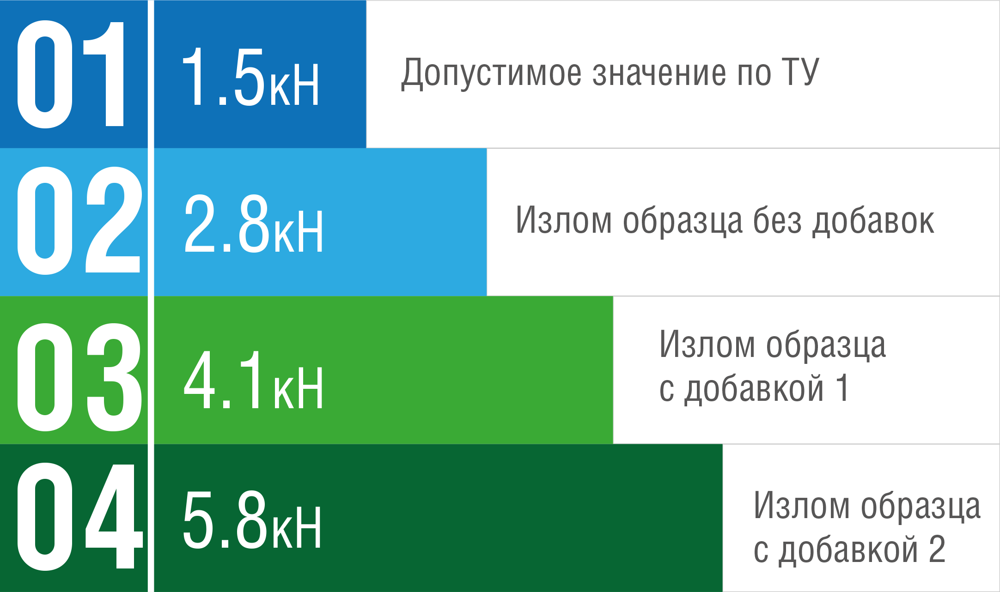 01
1.5кН
Допустимое значение по ТУ
02
2.8кН
Излом образца без добавок
03
4.1кН
Излом образца
с добавкой 1
04
5.8кН
Излом образца
с добавкой 2